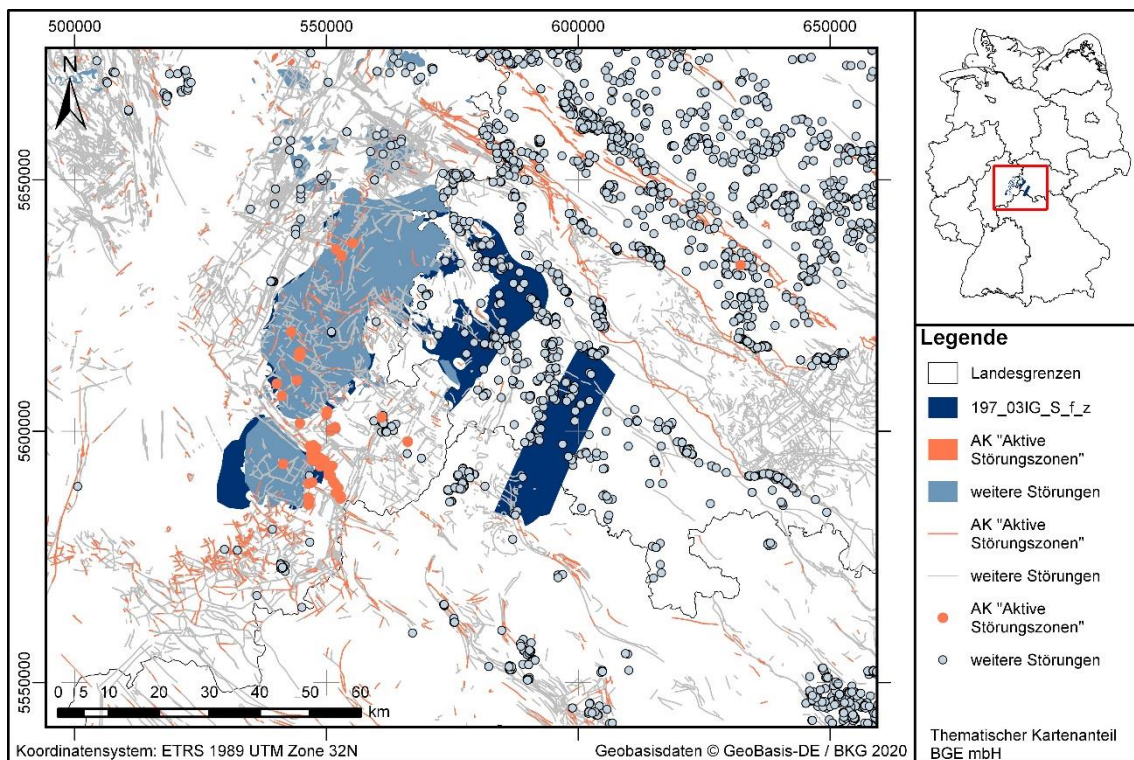 500000
550000
600000
650000
N
5650000
5600000
5550000
0 5 10 20 30 40 50 60
km
Koordinatensystem: ETRS 1989 UTM Zone 32N
Geobasisdaten © GeoBasis-DE / BKG 2020
Legende
Landesgrenzen
197_03IG_S_f_z
AK "Aktive
Störungszonen"
weitere Störungen
AK "Aktive
Störungszonen"
weitere Störungen
AK "Aktive
Störungszonen"
weitere Störungen
Thematischer Kartenanteil
BGE mbH